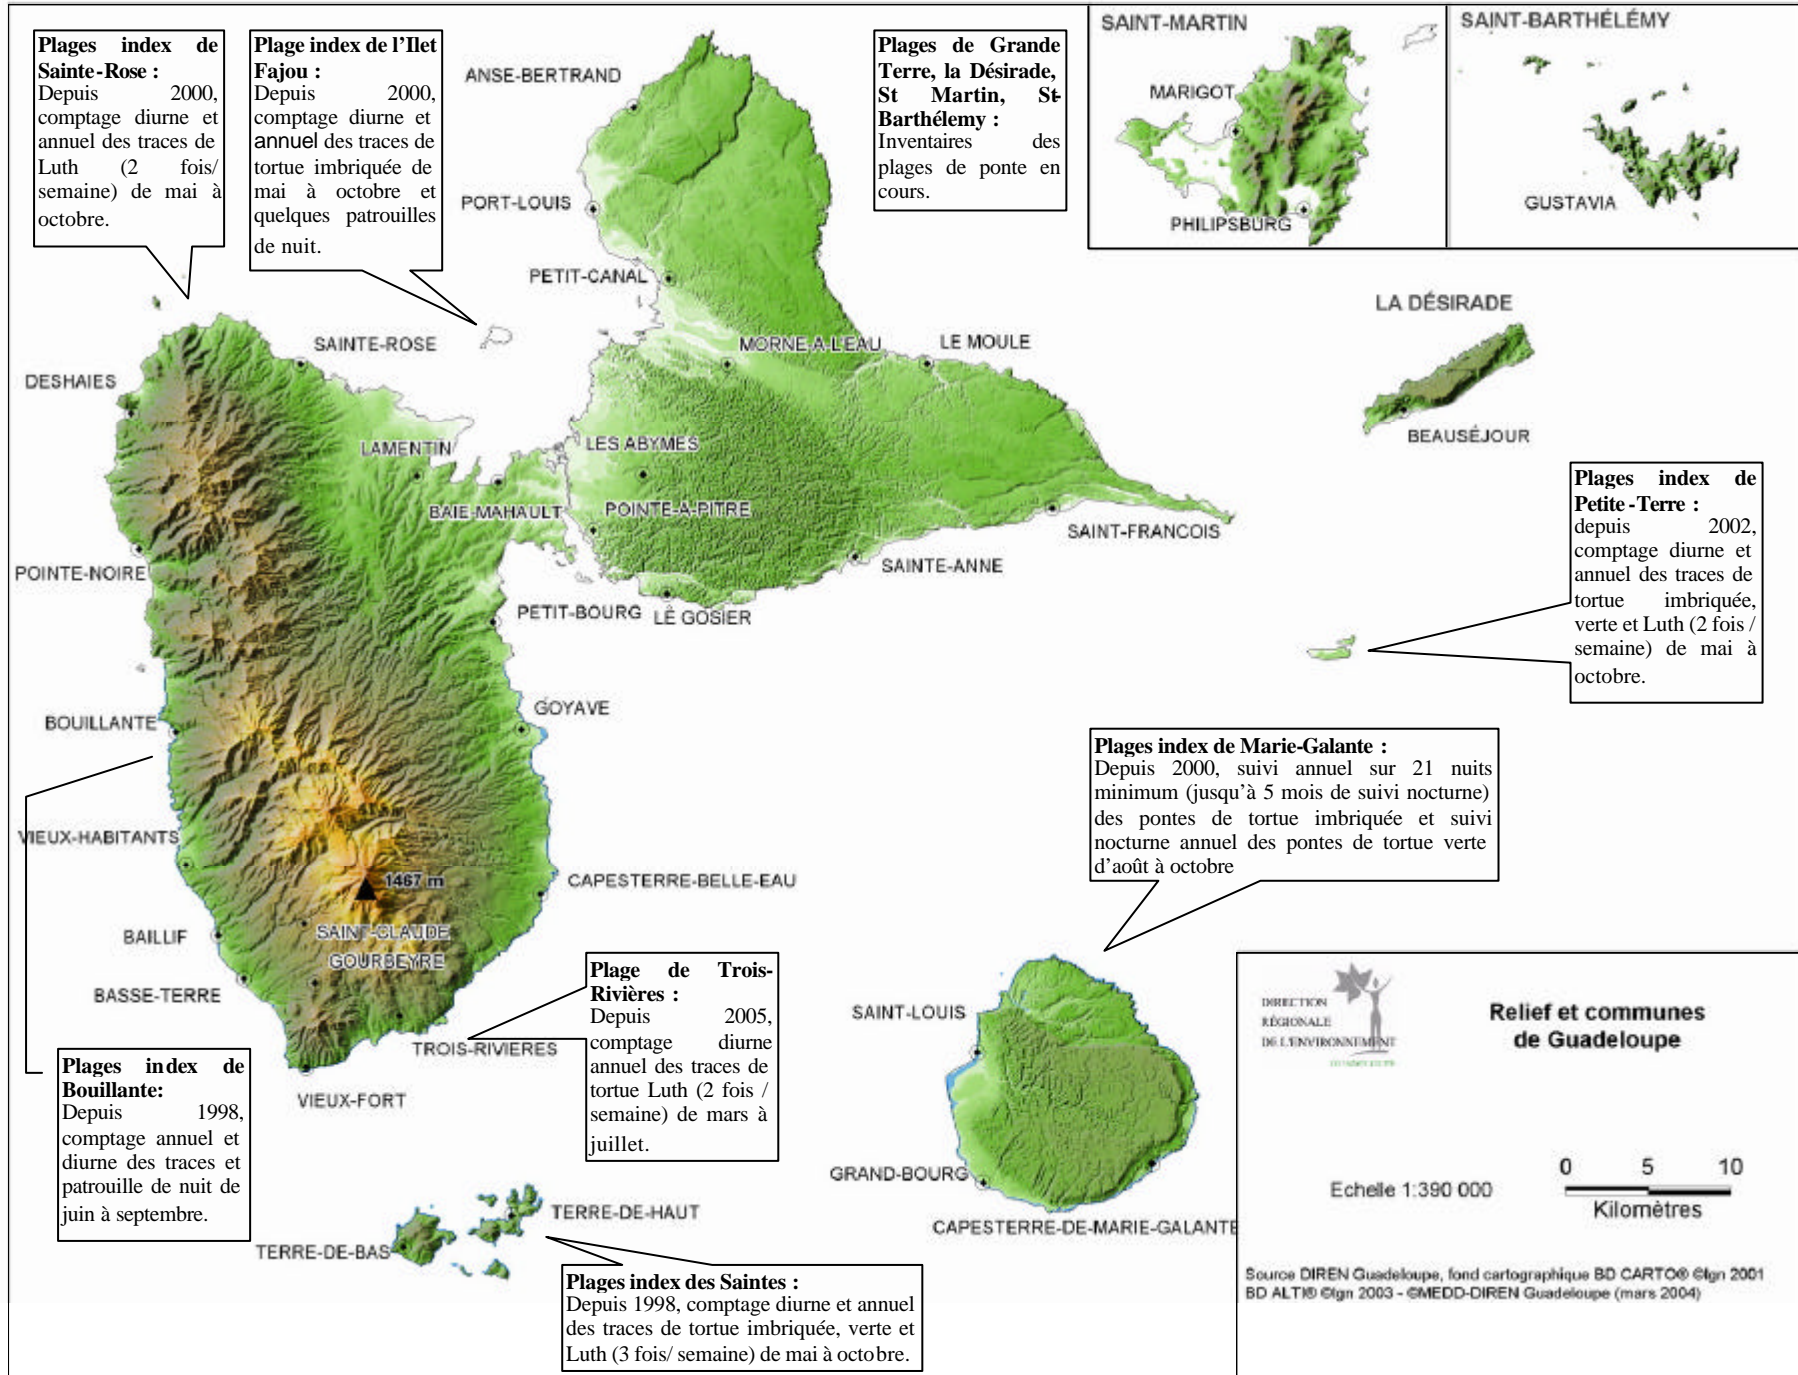 Plages index de
Sainte-Rose :
Depuis 2000,
comptage diurne et
annuel des traces de
Luth (2 fois/
semaine) de mai à
octobre.
Plage index de l'Ilet
Fajou :
Depuis 2000,
comptage diurne et
annuel des traces de
tortue imbriquée de
mai à octobre et
quelques patrouilles
de nuit.
Plages de Grande
Terre, la Désirade,
St Martin, St-
Barthélemy :
Inventaires des
plages de ponte en
cours.
SAINT-MARTIN
MARIGOT
PHILIPSBURG
SAINT-BARTHÉLÉMY
GUSTAVIA
ANSE-BERTRAND
PORT-LOUIS
PETIT-CANAL
MORNE-A-L'EAU
LE MOULE
LA DÉSIRADE
BEAUSÉJOUR
SAINTE-ROSE
DESHAIES
LAMENTIN
LES ABYMES
BAIE-MAHAULT
POINTE-A-PITRE
SAINT-FRANCOIS
SAINTE-ANNE
POINTE-NOIRE
PETIT-BOURG
LE GOSIER
Plages index de
Petite-Terre :
depuis 2002,
comptage diurne et
annuel des traces de
tortue imbriquée,
verte et Luth (2 fois /
semaine) de mai à
octobre.
BOUILLANTE
GOYAVE
Plages index de Marie-Galante :
Depuis 2000, suivi annuel sur 21 nuits
minimum (jusqu'à 5 mois de suivi nocturne)
des pontes de tortue imbriquée et suivi
nocturne annuel des pontes de tortue verte
d'août à octobre
VIEUX-HABITANTS
1467 m
CAPESTERRE-BELLE-EAU
BAILLIF
SAINT-CLAUDE
GOURBEYRE
BASSE-TERRE
TROIS-RIVIERES
VIEUX-FORT
Plage de Trois-
Rivières :
Depuis 2005,
comptage diurne
annuel des traces de
tortue Luth (2 fois /
semaine) de mars à
juillet.
Plages index de
Bouillante:
Depuis 1998,
comptage annuel et
diurne des traces et
patrouille de nuit de
juin à septembre.
SAINT-LOUIS
GRAND-BOURG
CAPESTERRE-DE-MARIE-GALANTE
TERRE-DE-HAUT
TERRE-DE-BAS
Plages index des Saintes :
Depuis 1998, comptage diurne et annuel
des traces de tortue imbriquée, verte et
Luth (3 fois/ semaine) de mai à octobre.
DIRECTION
RÉGIONALE
DE L'ENVIRONNEMENT
GUADELOUPE
Relief et communes
de Guadeloupe
Echelle 1:390 000
0 5 10
Kilomètres
Source DIREN Guadeloupe, fond cartographique BD CARTO® ©Ign 2001
BD ALTI® ©Ign 2003 - ©MEDD-DIREN Guadeloupe (mars 2004)